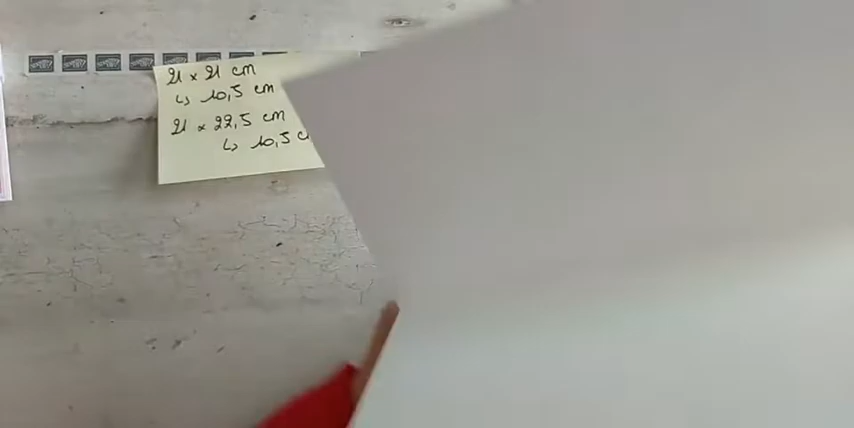 21 x 21 cm
↳ 10,5 cm
21 x 22,5 cm
↳ 10,5 c